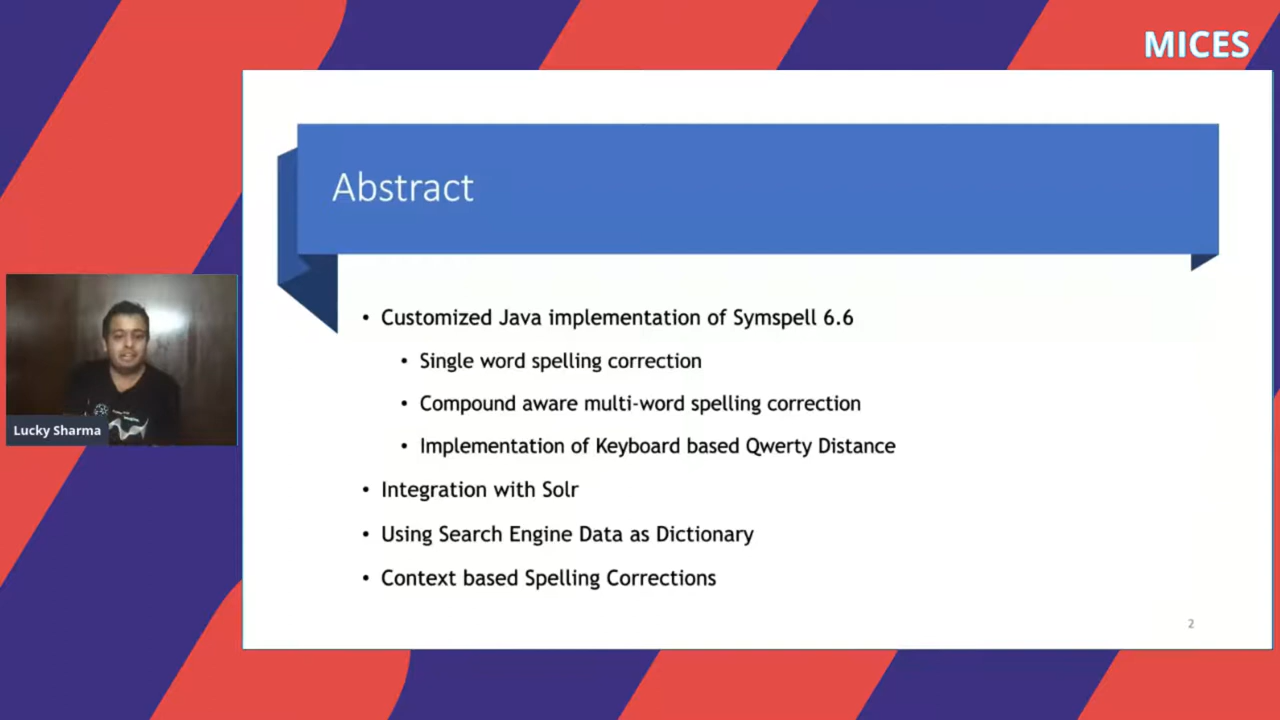 MICES
Abstract
• Customized Java implementation of Symspell 6.6
• Single word spelling correction
• Compound aware multi-word spelling correction
• Implementation of Keyboard based Qwerty Distance
• Integration with Solr
• Using Search Engine Data as Dictionary
• Context based Spelling Corrections
Lucky Sharma
2